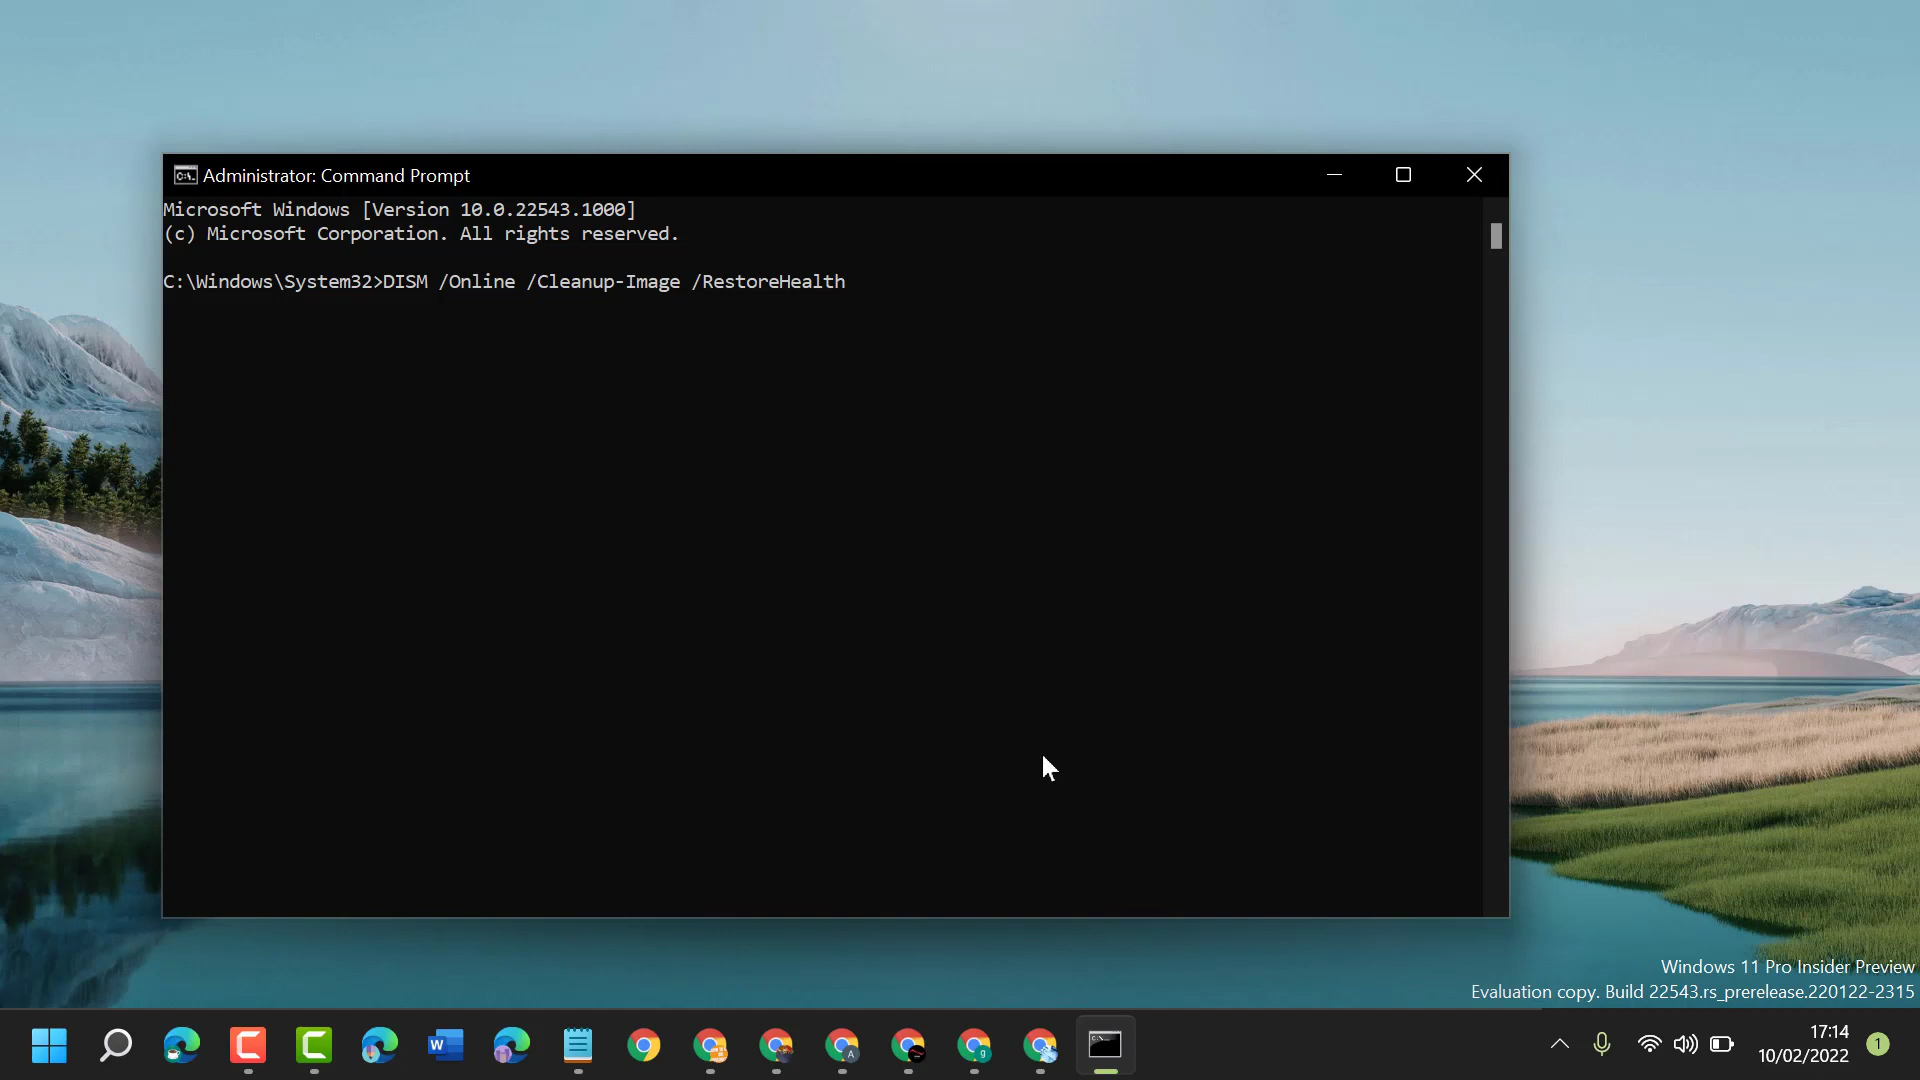 Administrator: Command Prompt
Microsoft Windows [Version 10.0.22543.1000]
(c) Microsoft Corporation. All rights reserved.
C:\Windows\System32>DISM /Online /Cleanup-Image /RestoreHealth
Windows 11 Pro Insider Preview
Evaluation copy. Build 22543.rs_prerelease.220122-2315
W
A
g
17:14
10/02/2022
1